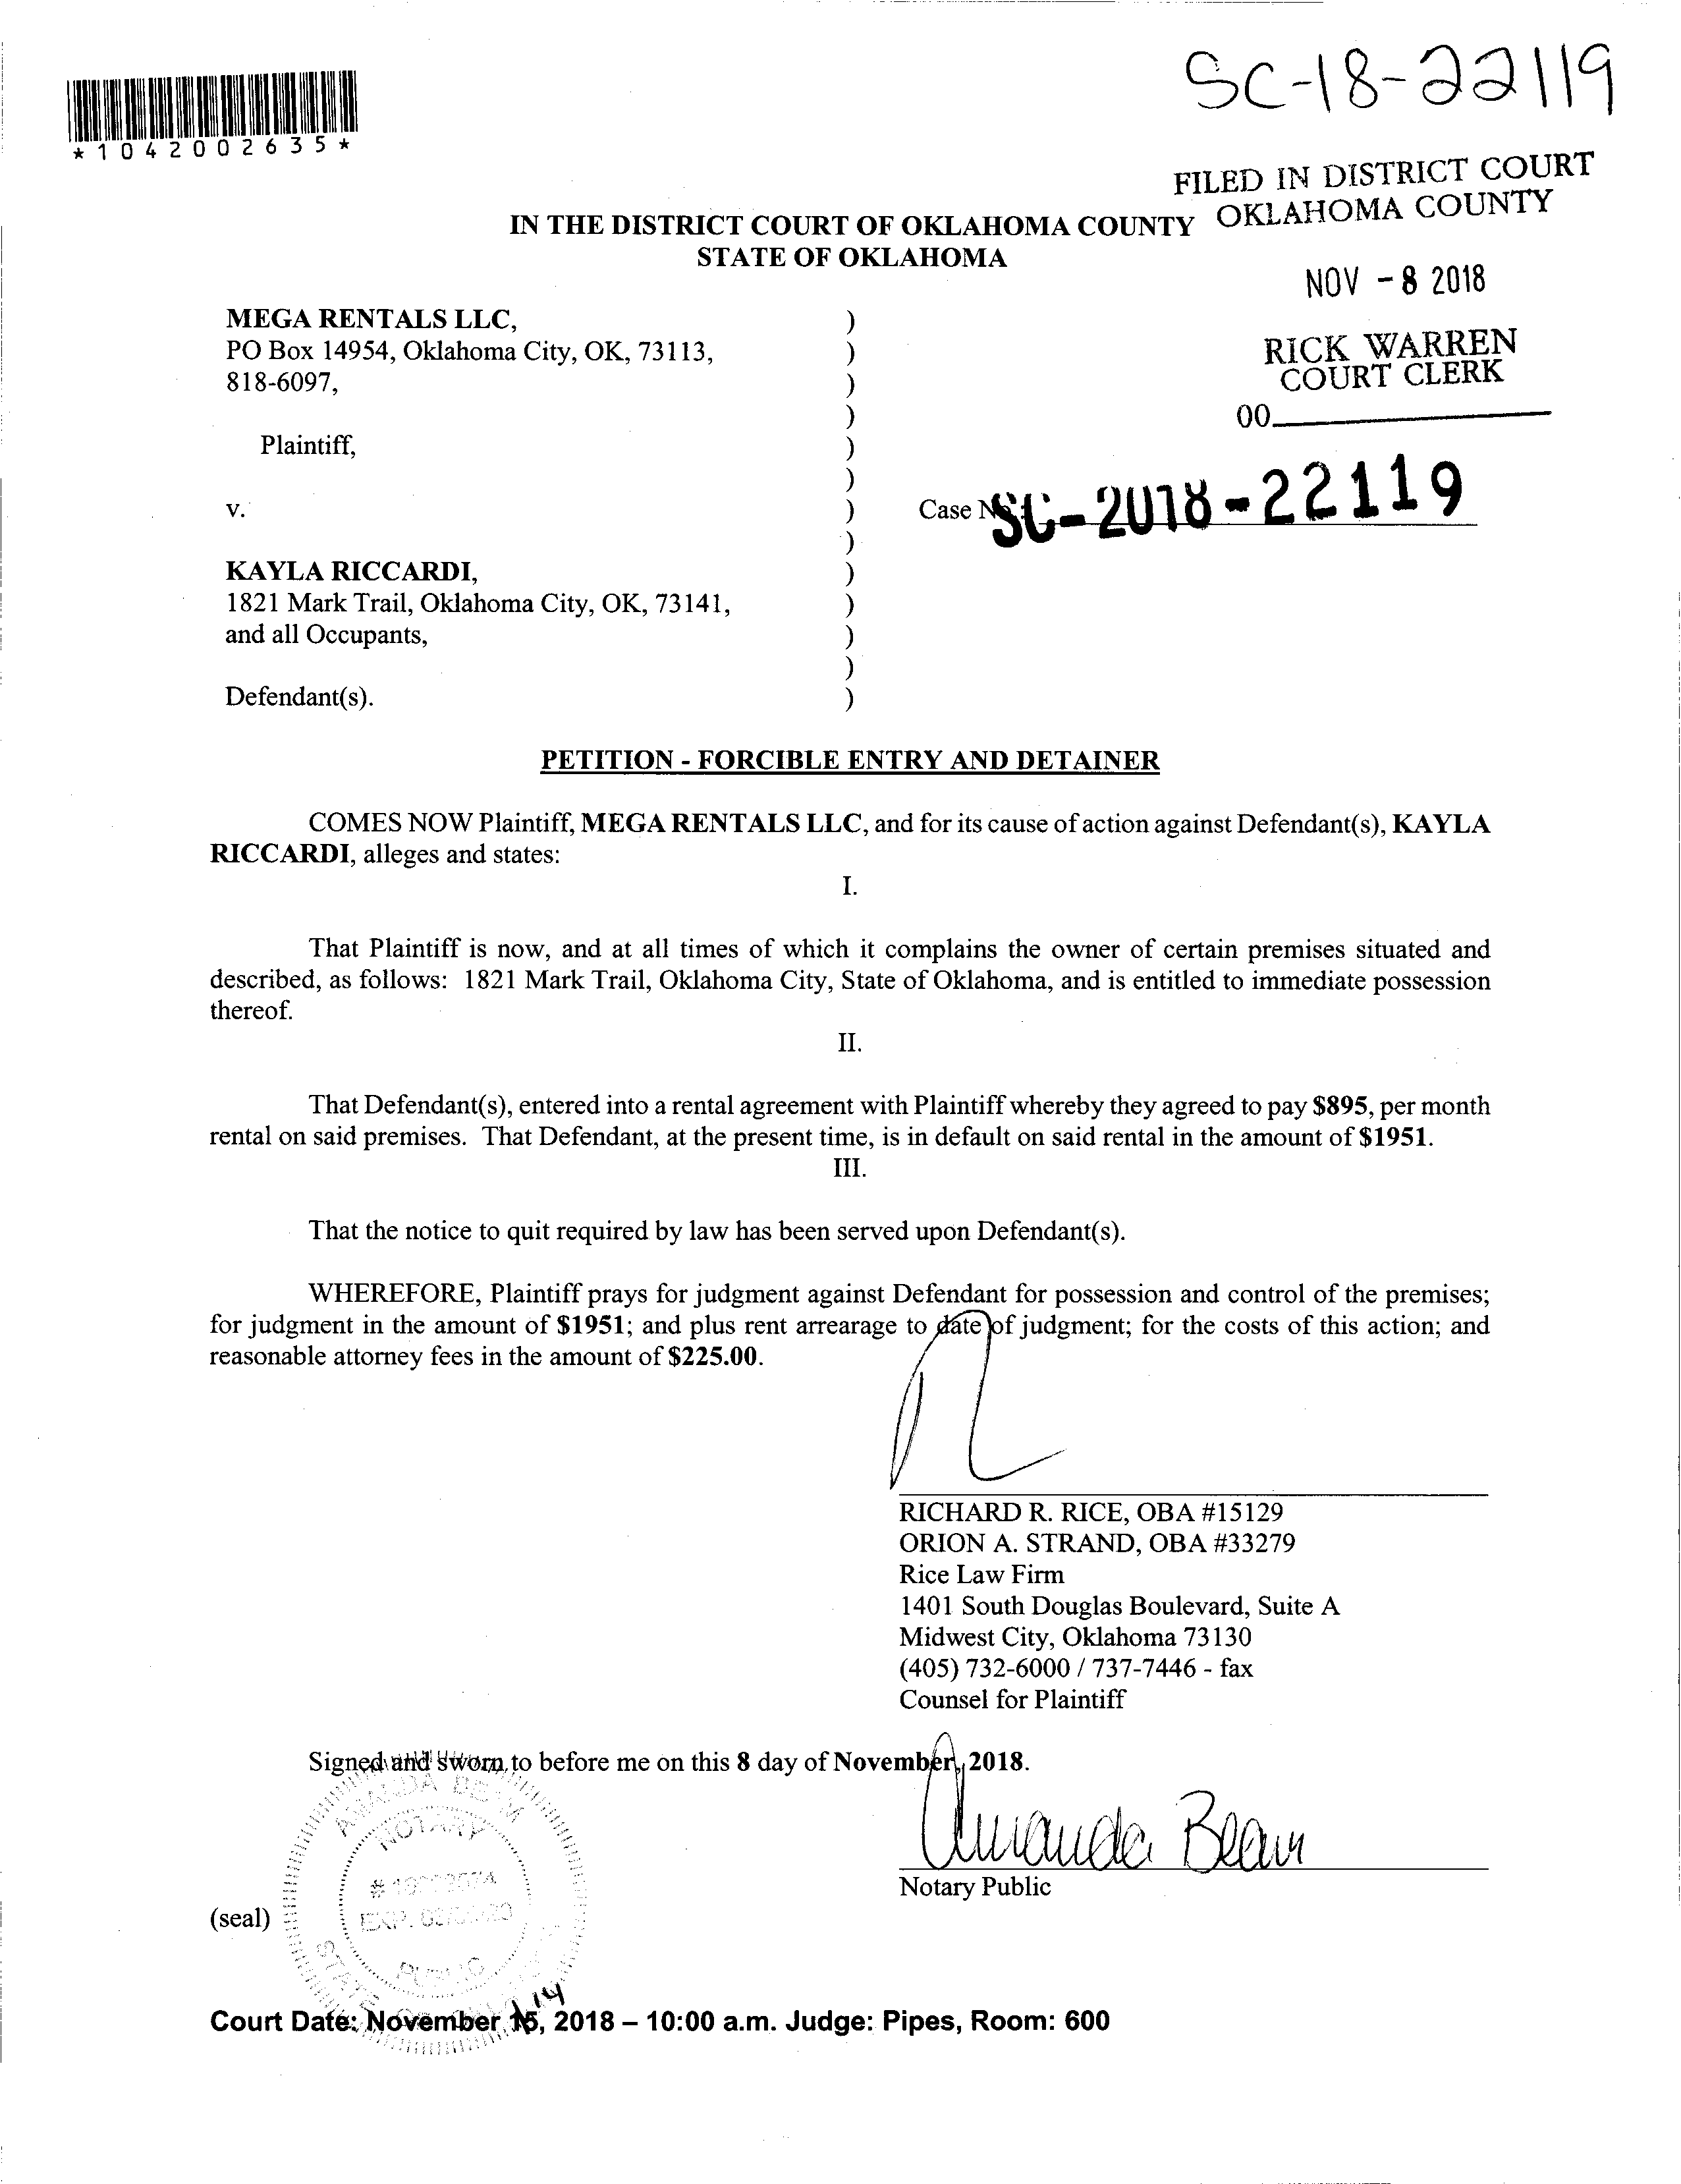 SC-18-22119
*1042002635*
FILED IN DISTRICT COURT
OKLAHOMA COUNTY
IN THE DISTRICT COURT OF OKLAHOMA COUNTY
STATE OF OKLAHOMA
NOV - 8 2018
MEGA RENTALS LLC, )
PO Box 14954, Oklahoma City, OK, 73113, )
818-6097, )
)
RICK WARREN
COURT CLERK
00
Plaintiff, )
)
v. )
)
Case No.: SC-2018-22119
KAYLA RICCARDI, )
1821 Mark Trail, Oklahoma City, OK, 73141, )
and all Occupants, )
)
Defendant(s). )
PETITION - FORCIBLE ENTRY AND DETAINER
COMES NOW Plaintiff, MEGA RENTALS LLC, and for its cause of action against Defendant(s), KAYLA
RICCARDI, alleges and states:
I.
That Plaintiff is now, and at all times of which it complains the owner of certain premises situated and
described, as follows: 1821 Mark Trail, Oklahoma City, State of Oklahoma, and is entitled to immediate possession
thereof.
II.
That Defendant(s), entered into a rental agreement with Plaintiff whereby they agreed to pay $895, per month
rental on said premises. That Defendant, at the present time, is in default on said rental in the amount of $1951.
III.
That the notice to quit required by law has been served upon Defendant(s).
WHEREFORE, Plaintiff prays for judgment against Defendant for possession and control of the premises;
for judgment in the amount of $1951; and plus rent arrearage to date of judgment; for the costs of this action; and
reasonable attorney fees in the amount of $225.00.
RICHARD R. RICE, OBA #15129
ORION A. STRAND, OBA #33279
Rice Law Firm
1401 South Douglas Boulevard, Suite A
Midwest City, Oklahoma 73130
(405) 732-6000 / 737-7446 - fax
Counsel for Plaintiff
Signed and sworn to before me on this 8 day of November, 2018.
Amanda Beam
Notary Public
AMANDA BEAM
NOTARY
EXP.
PUBLIC
STATE
(seal)
14
Court Date: November 15, 2018 – 10:00 a.m. Judge: Pipes, Room: 600